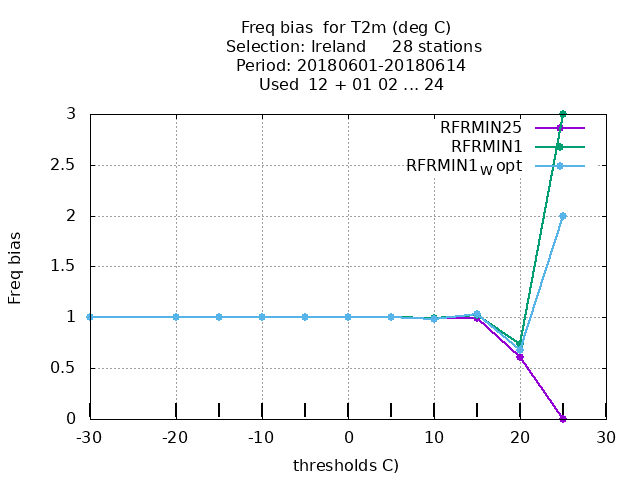 Freq bias  for T2m (deg C)
Selection: Ireland     28 stations
Period: 20180601-20180614
Used  12 + 01 02 ... 24
RFRMIN25
RFRMIN1
RFRMIN1W opt
3
2.5
2
1.5
1
0.5
0
Freq bias
-30
-20
-10
0
10
20
30
thresholds C)